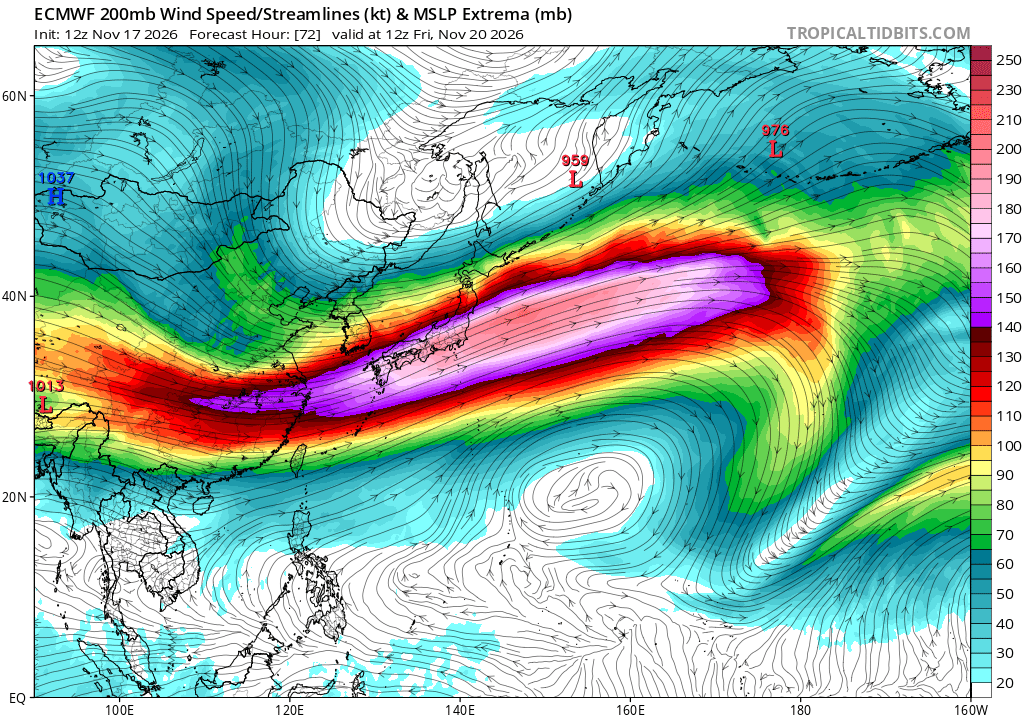 ECMWF 200mb Wind Speed/Streamlines (kt) & MSLP Extrema (mb)
Init: 12z Nov 17 2026 Forecast Hour: [72] valid at 12z Fri, Nov 20 2026
TROPICALTIDBITS.COM
250
230
210
200
190
180
170
160
150
140
130
120
110
100
90
80
70
60
50
40
30
20
60N
40N
20N
EQ
976
L
959
L
1037
H
1013
L
100E
120E
140E
160E
180
160W